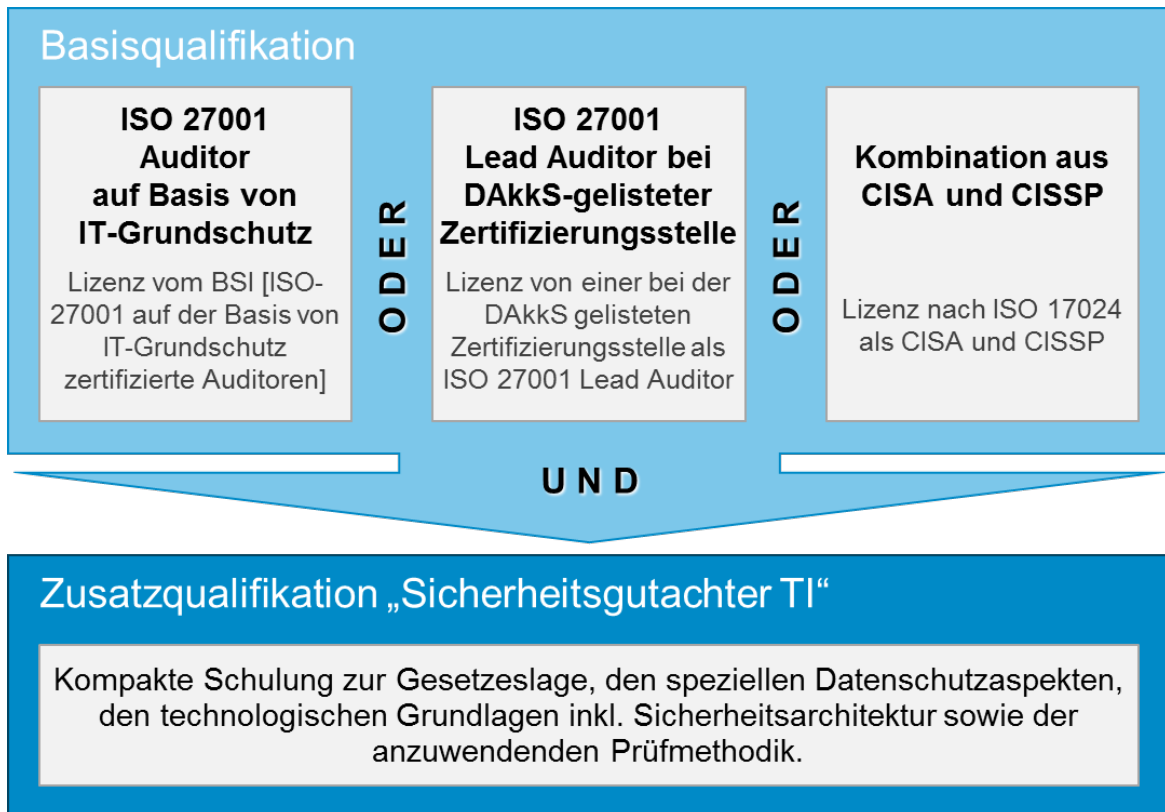 Basisqualifikation
ISO 27001
Auditor
auf Basis von
IT-Grundschutz
Lizenz vom BSI [ISO-
27001 auf der Basis von
IT-Grundschutz
zertifizierte Auditoren]
ODER
ISO 27001
Lead Auditor bei
DAkkS-gelisteter
Zertifizierungsstelle
Lizenz von einer bei der
DAkkS gelisteten
Zertifizierungsstelle als
ISO 27001 Lead Auditor
ODER
Kombination aus
CISA und CISSP
Lizenz nach ISO 17024
als CISA und CISSP
UND
Zusatzqualifikation „Sicherheitsgutachter TI“
Kompakte Schulung zur Gesetzeslage, den speziellen Datenschutzaspekten,
den technologischen Grundlagen inkl. Sicherheitsarchitektur sowie der
anzuwendenden Prüfmethodik.